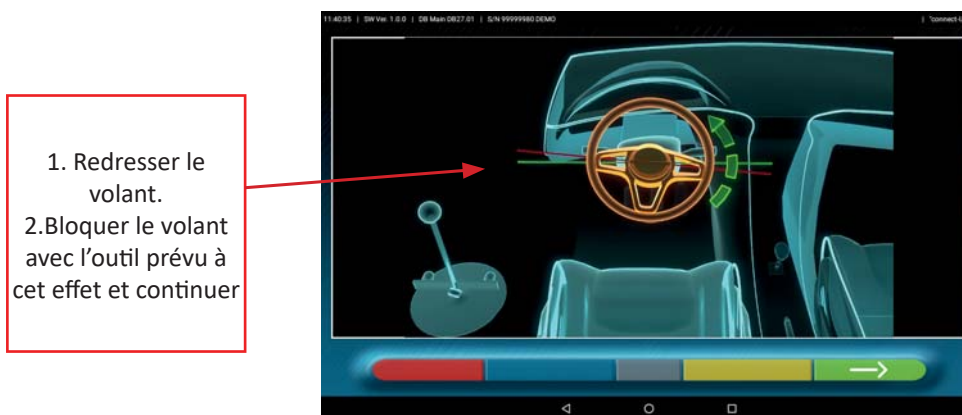 11:40:35 | SW Ver. 1.0.0 | DB Main DB27.01 | S/N 99999980 DEMO | "connect-U
1. Redresser le
volant.
2.Bloquer le volant
avec l'outil prévu à
cet effet et continuer